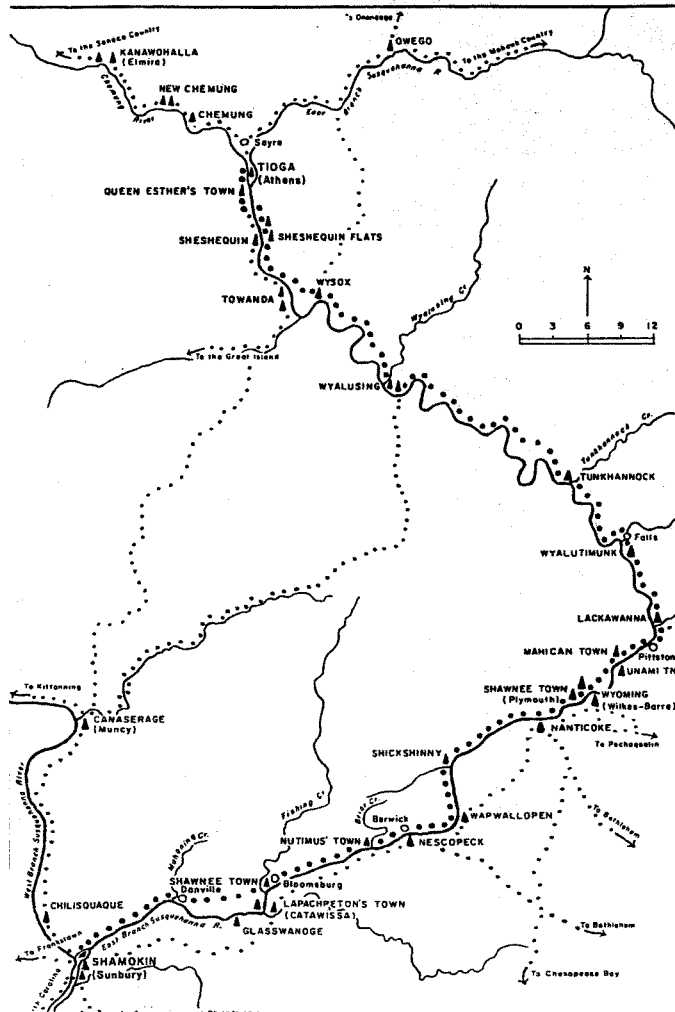 To the Seneca Country
KANAWOHALLA
(Elmira)
OWEGO
To the Mohawk Country
NEW CHEMUNG
CHEMUNG
Chemung
River
East Branch Susquehanna R.
Sayre
TIOGA
(Athens)
QUEEN ESTHER'S TOWN
SHESHEQUIN
SHESHEQUIN FLATS
WYSOX
TOWANDA
Wyalusing Cr.
N
0 3 6 9 12
To the Great Island
WYALUSING
Tunkhannock Cr.
TUNKHANNOCK
Falls
WYALUTIMUNK
LACKAWANNA
MAHICAN TOWN
Pittston
UNAMI TN
To Kittanning
SHAWNEE TOWN
(Plymouth)
WYOMING
(Wilkes-Barre)
CANASERAGE
(Muncy)
NANTICOKE
To Pechoquealin
SHICKSHINNY
West Branch Susquehanna River
Fishing Cr.
Briar Cr.
Berwick
WAPWALLOPEN
To Bethlehem
Mahoning Cr.
NUTIMUS' TOWN
NESCOPECK
SHAWNEE TOWN
Bloomsburg
Danville
CHILISQUAQUE
LAPACHPETON'S TOWN
(CATAWISSA)
East Branch Susquehanna R.
GLASSWANOGE
To Bethlehem
To Frankstown
SHAMOKIN
(Sunbury)
To Chesapeake Bay
Carolina